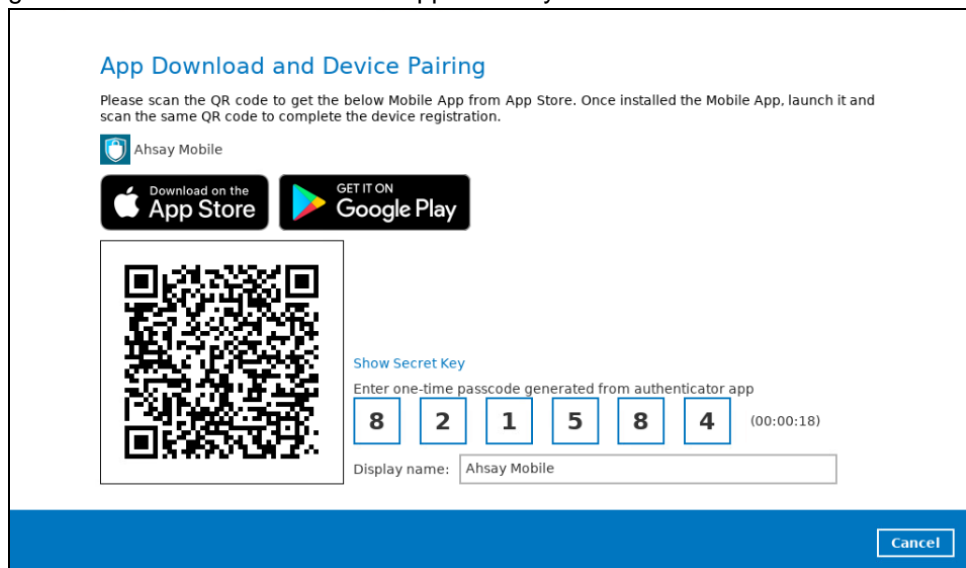 App Download and Device Pairing
Please scan the QR code to get the below Mobile App from App Store. Once installed the Mobile App, launch it and
scan the same QR code to complete the device registration.
Ahsay Mobile
Download on the
App Store
GET IT ON
Google Play
Show Secret Key
Enter one-time passcode generated from authenticator app
8 2 1 5 8 4 (00:00:18)
Display name: Ahsay Mobile
Cancel